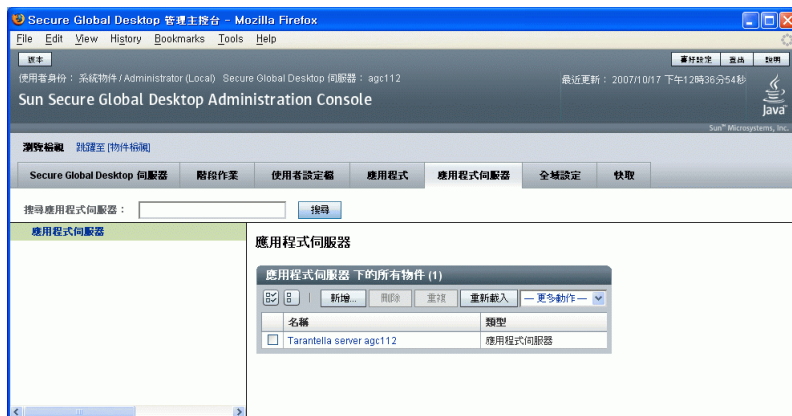 Secure Global Desktop 管理主控台 - Mozilla Firefox
File Edit View History Bookmarks Tools Help
版本
喜好設定 登出 說明
使用者身份： 系統物件 / Administrator (Local) Secure Global Desktop 伺服器： agc112
最近更新： 2007/10/17 下午12時36分54秒
Sun Secure Global Desktop Administration Console
Java
Sun™ Microsystems, Inc.
瀏覽檢視 跳躍至 [物件檢視]
Secure Global Desktop 伺服器 階段作業 使用者設定檔 應用程式 應用程式伺服器 全域設定 快取
搜尋應用程式伺服器： 搜尋
應用程式伺服器
應用程式伺服器
應用程式伺服器 下的所有物件 (1)
新增... 刪除 重複 重新載入 — 更多動作 —
名稱 類型
Tarantella server agc112 應用程式伺服器